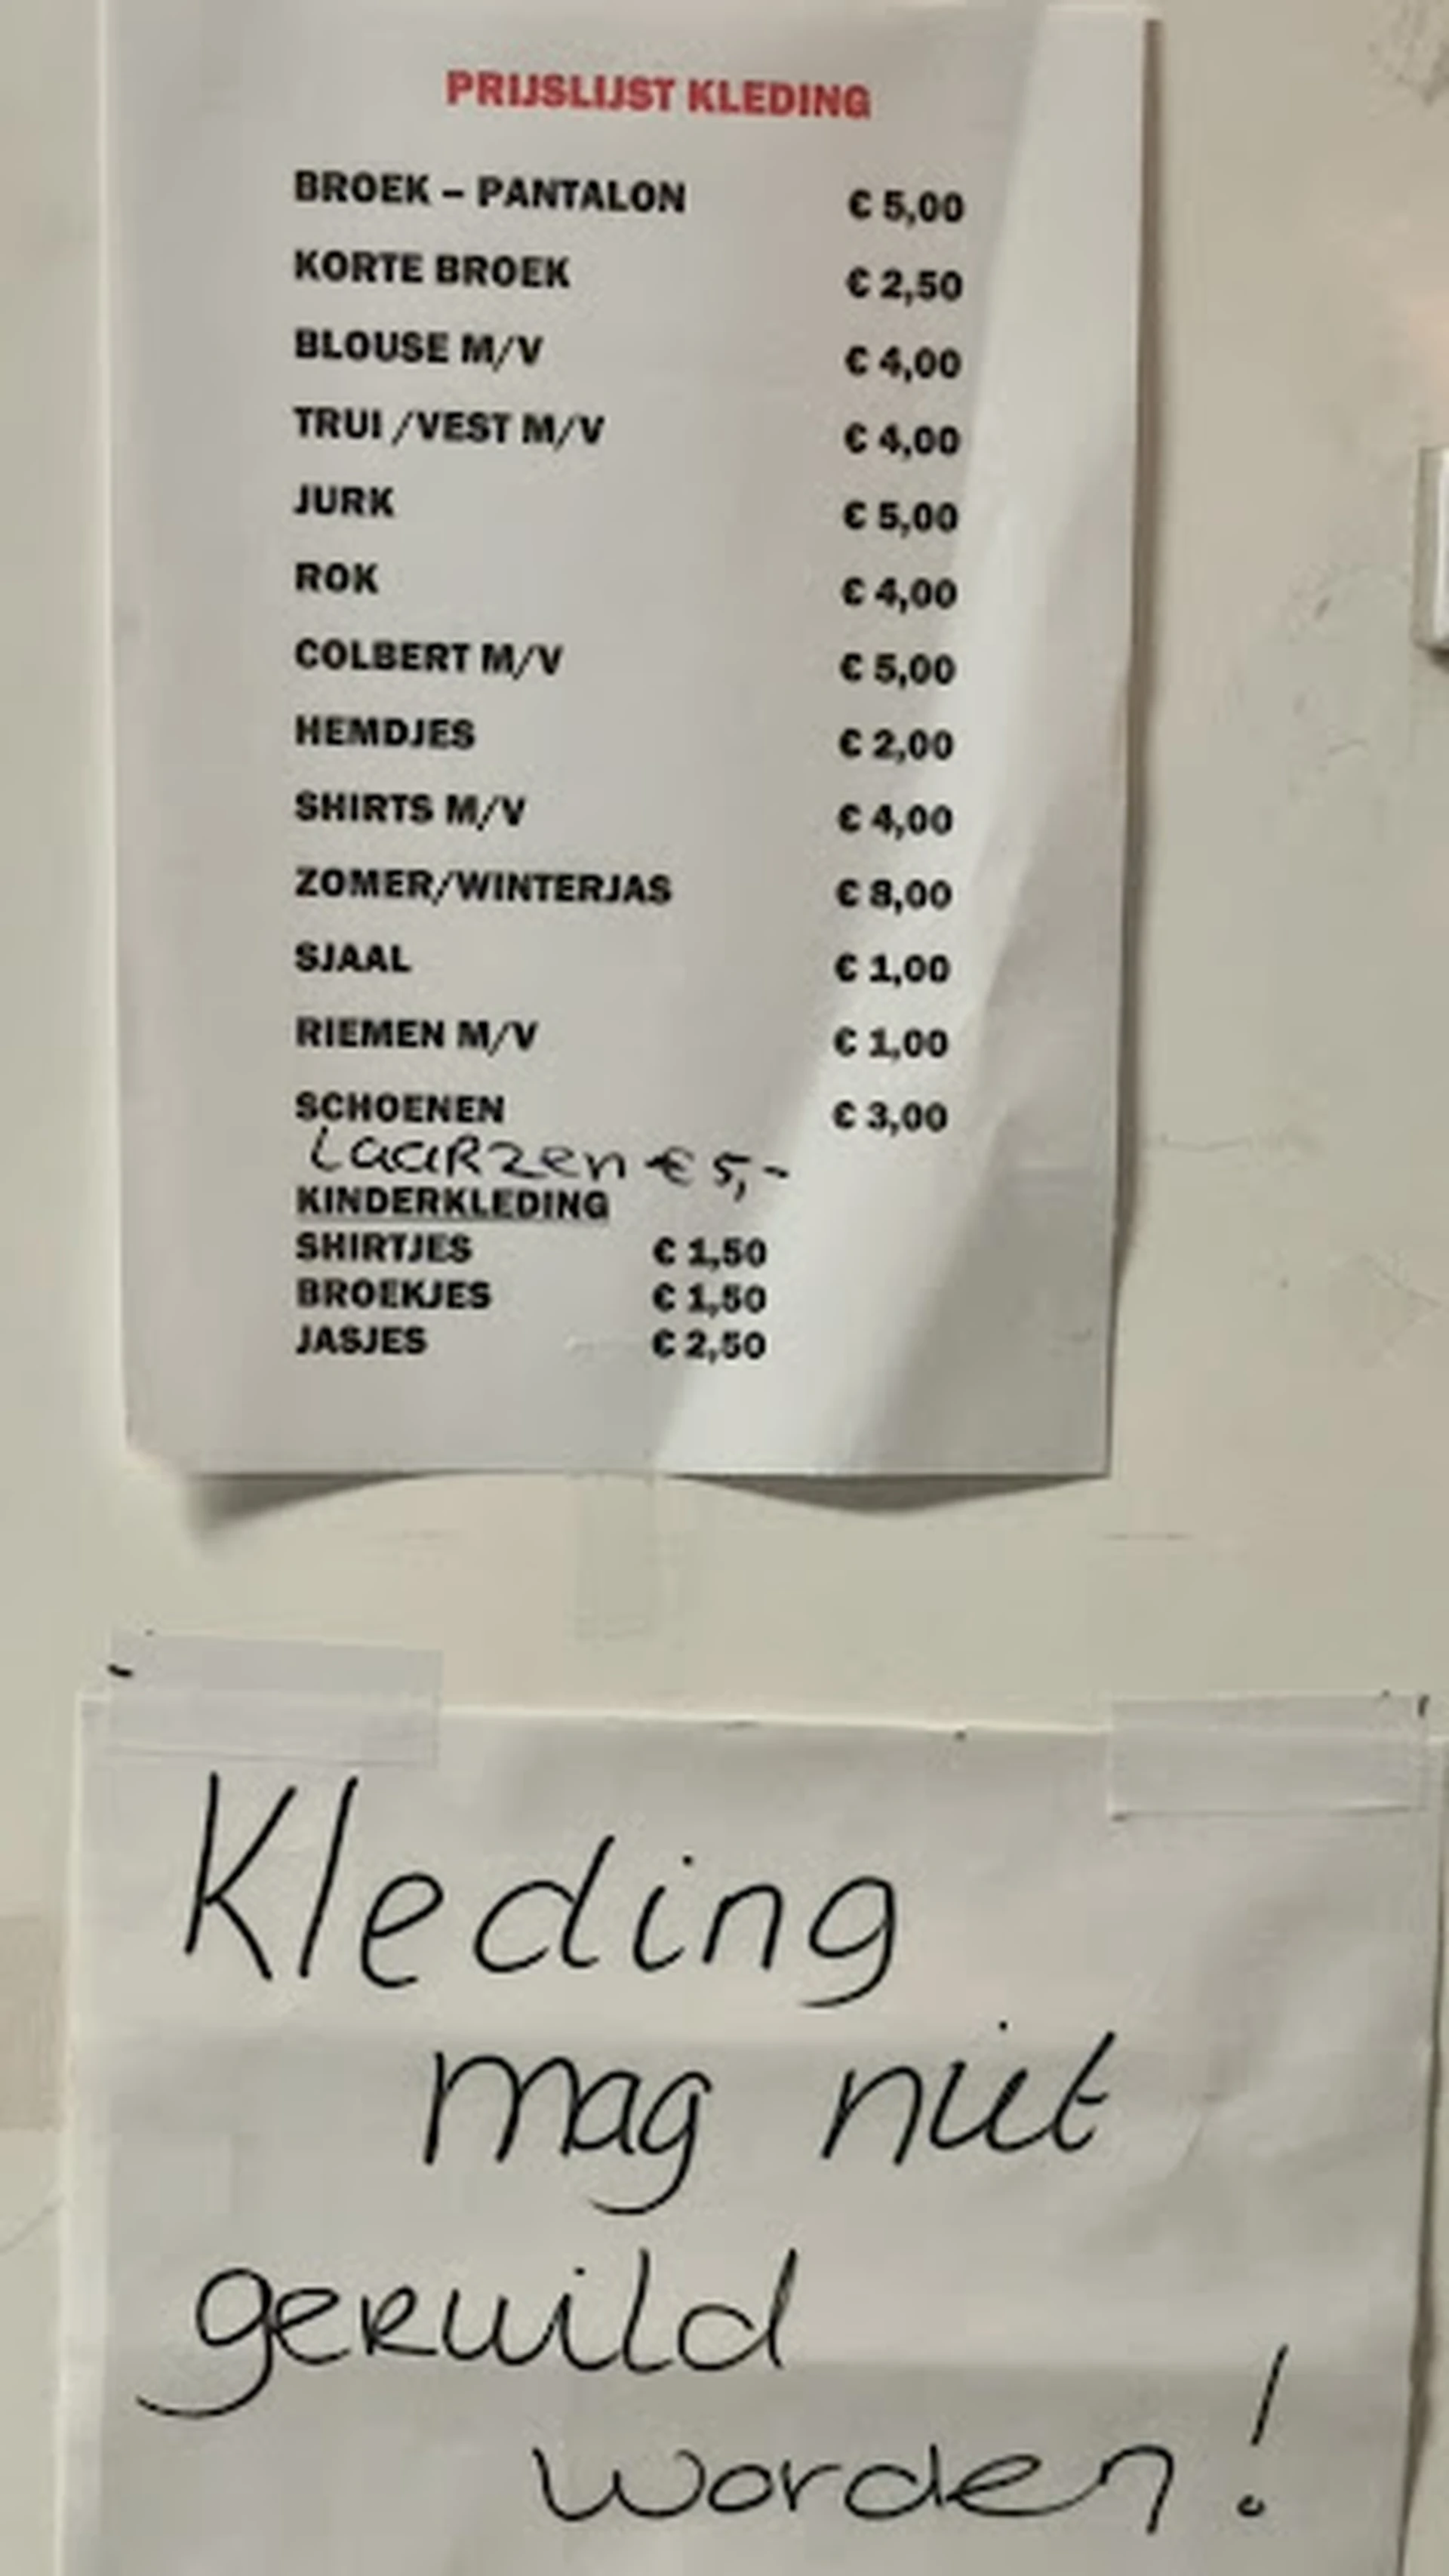 PRIJSLIJST KLEDING
BROEK – PANTALON € 5,00
KORTE BROEK € 2,50
BLOUSE M/V € 4,00
TRUI /VEST M/V € 4,00
JURK € 5,00
ROK € 4,00
COLBERT M/V € 5,00
HEMDJES € 2,00
SHIRTS M/V € 4,00
ZOMER/WINTERJAS € 8,00
SJAAL € 1,00
RIEMEN M/V € 1,00
SCHOENEN € 3,00
LaaRzen € 5,-
KINDERKLEDING
SHIRTJES € 1,50
BROEKJES € 1,50
JASJES € 2,50
Kleding
mag niet
geruild
worden!